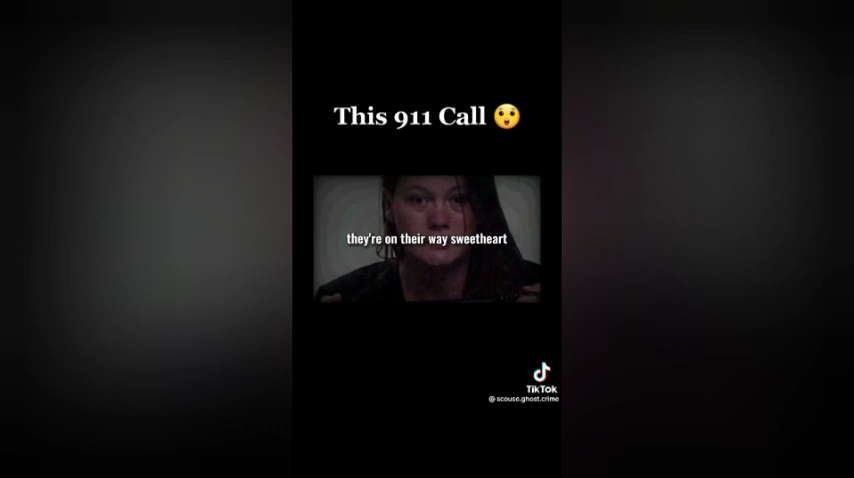 This 911 Call 😲
they're on their way sweetheart
TikTok
@ scouse.ghost.crime